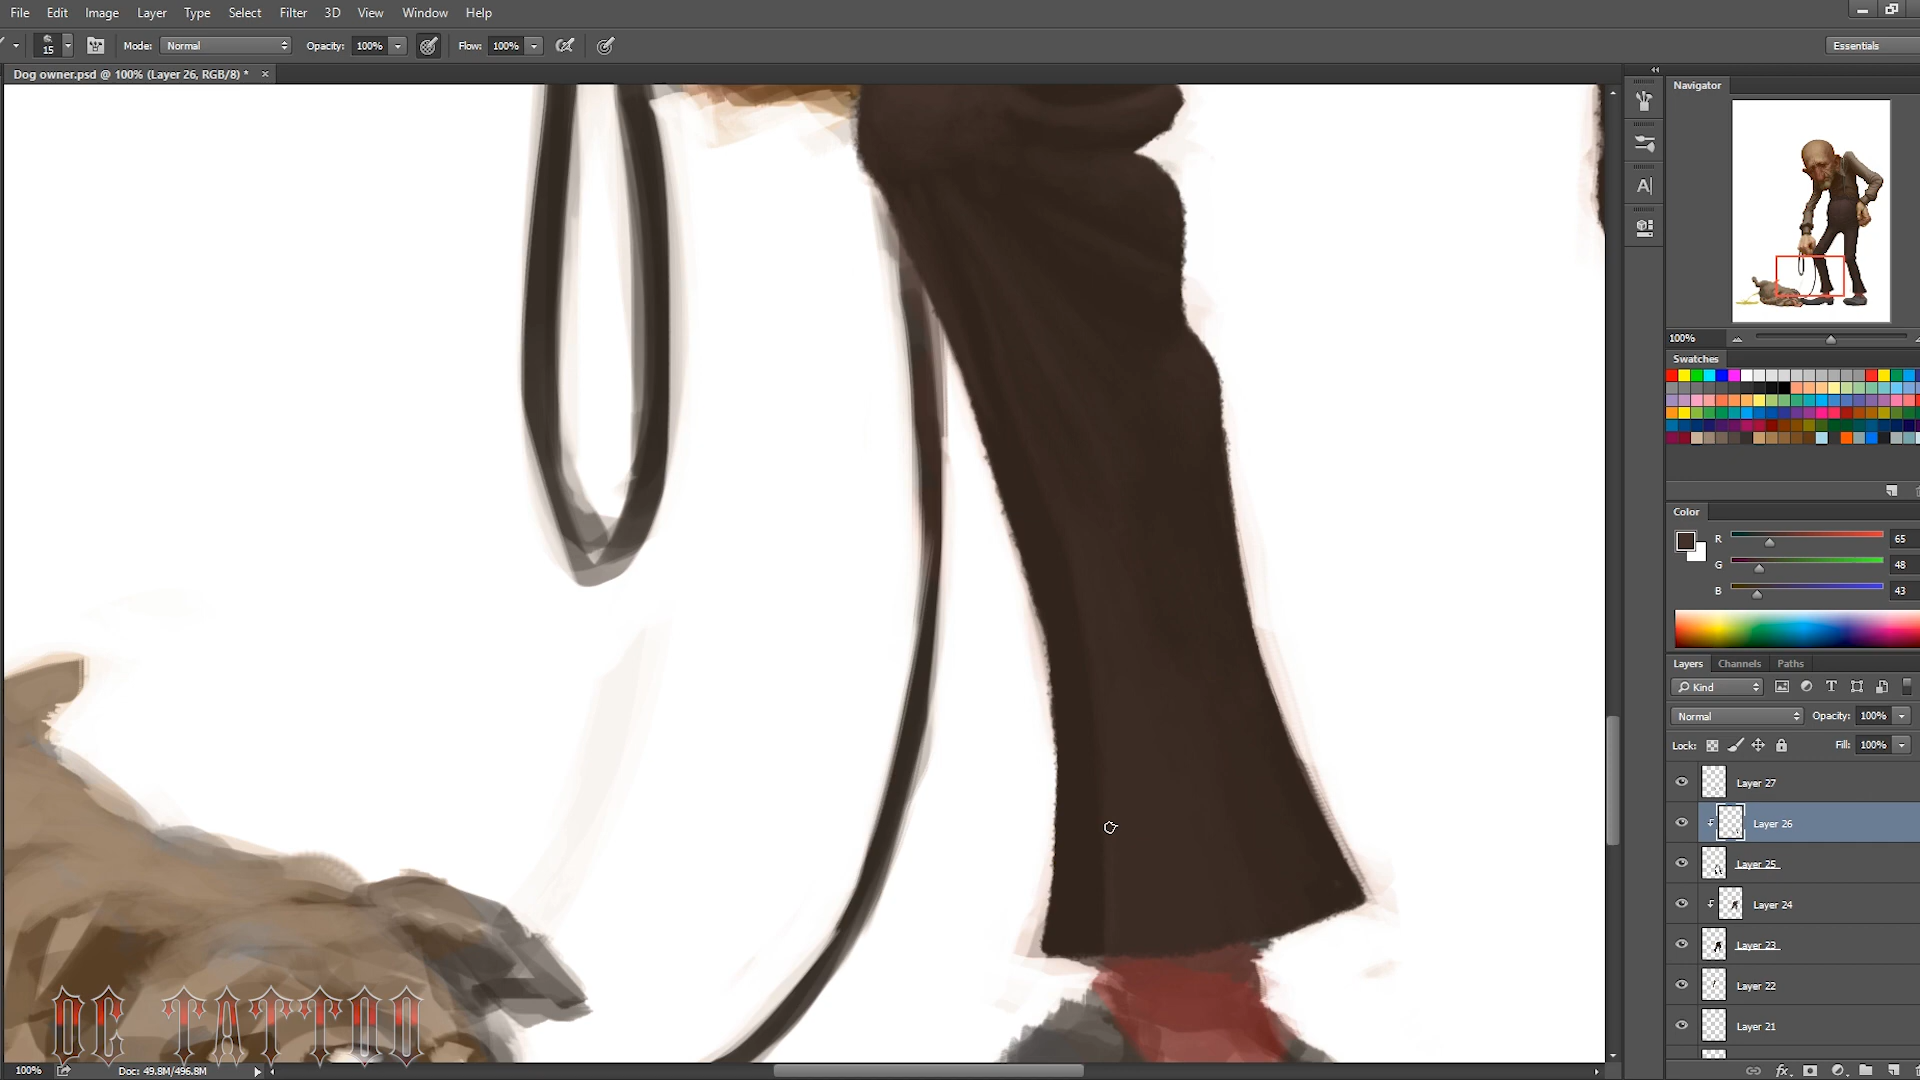 File Edit Image Layer Type Select Filter 3D View Window Help
15 Mode: Normal Opacity: 100% Flow: 100% Essentials
Dog owner.psd @ 100% (Layer 26, RGB/8) * ×
Navigator
100%
Swatches
Color
R 65
G 48
B 43
Layers Channels Paths
Kind
Normal Opacity: 100%
Lock: Fill: 100%
Layer 27
Layer 26
Layer 25
Layer 24
Layer 23
Layer 22
Layer 21
DC TATTOO
100% Doc: 49.8M/496.8M